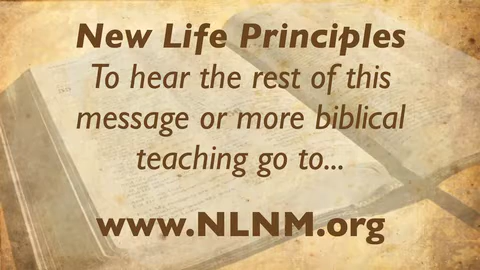 New Life Principles
To hear the rest of this
message or more biblical
teaching go to...
www.NLNM.org